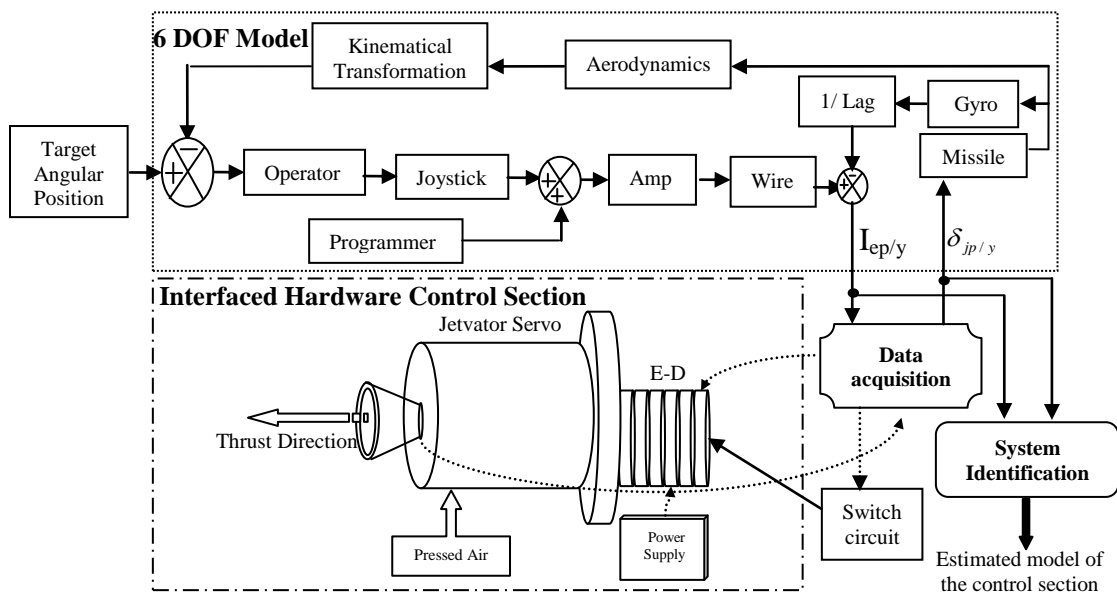 6 DOF Model
Kinematical
Transformation
Aerodynamics
1/ Lag
Gyro
Missile
Target
Angular
Position
−
+
Operator
Joystick
+
+
Amp
Wire
−
+
Programmer
I_ep/y
δ_jp / y
Interfaced Hardware Control Section
Jetvator Servo
E-D
Data
acquisition
Thrust Direction
System
Identification
Switch
circuit
Power
Supply
Pressed Air
Estimated model of
the control section